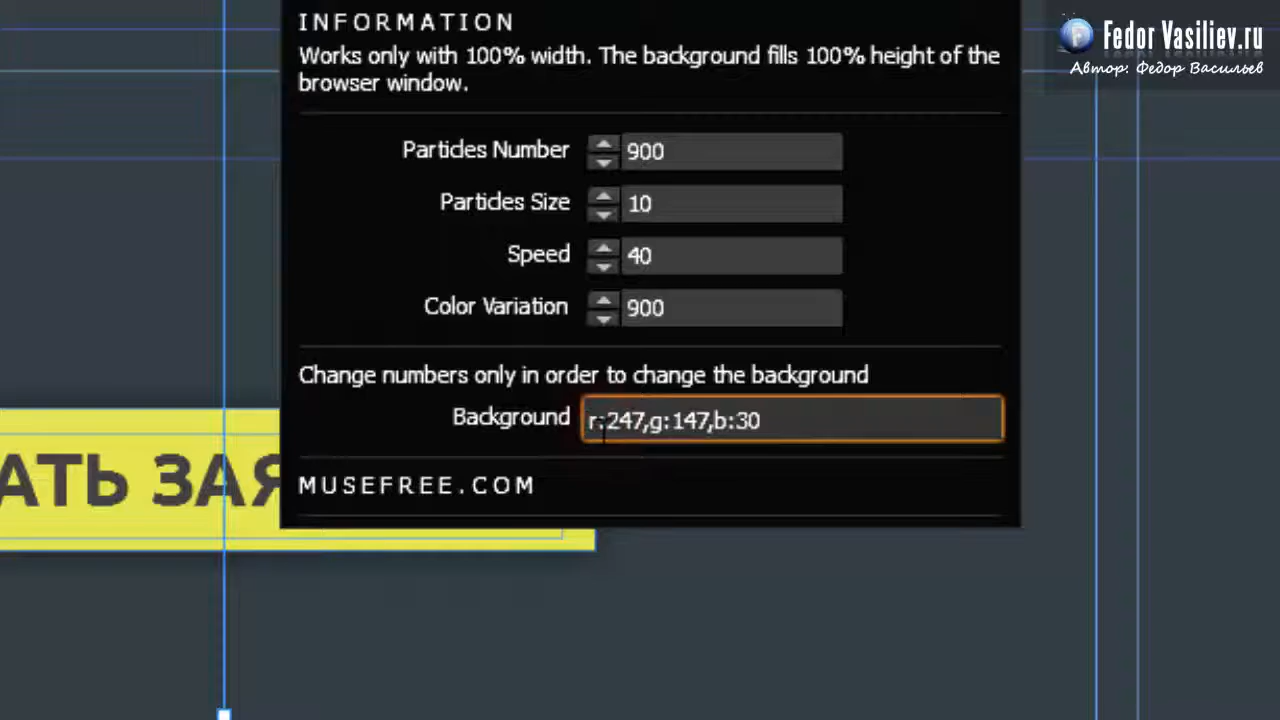 INFORMATION
Works only with 100% width. The background fills 100% height of the
browser window.
Particles Number 900
Particles Size 10
Speed 40
Color Variation 900
Change numbers only in order to change the background
Background r:247,g:147,b:30
MUSEFREE.COM
АТЬ ЗАЯ
Fedor Vasiliev.ru
Автор: Федор Васильев